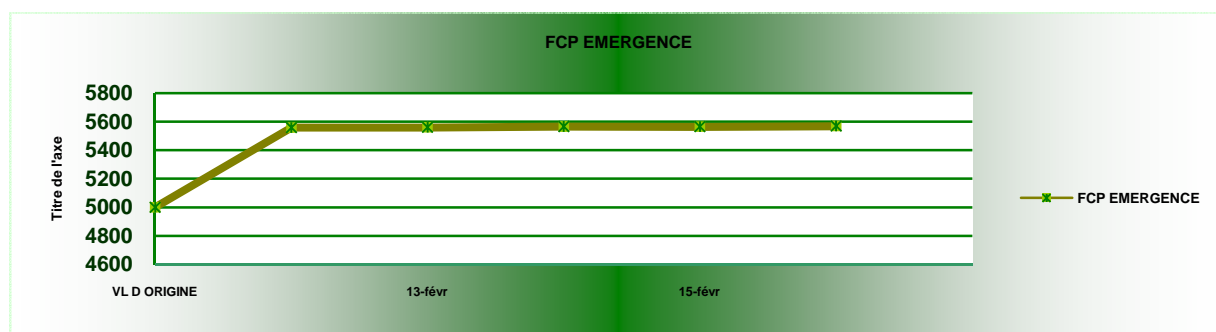 FCP EMERGENCE
5800
5600
5400
5200
5000
4800
4600
Titre de l'axe
VL D ORIGINE
13-févr
15-févr
FCP EMERGENCE